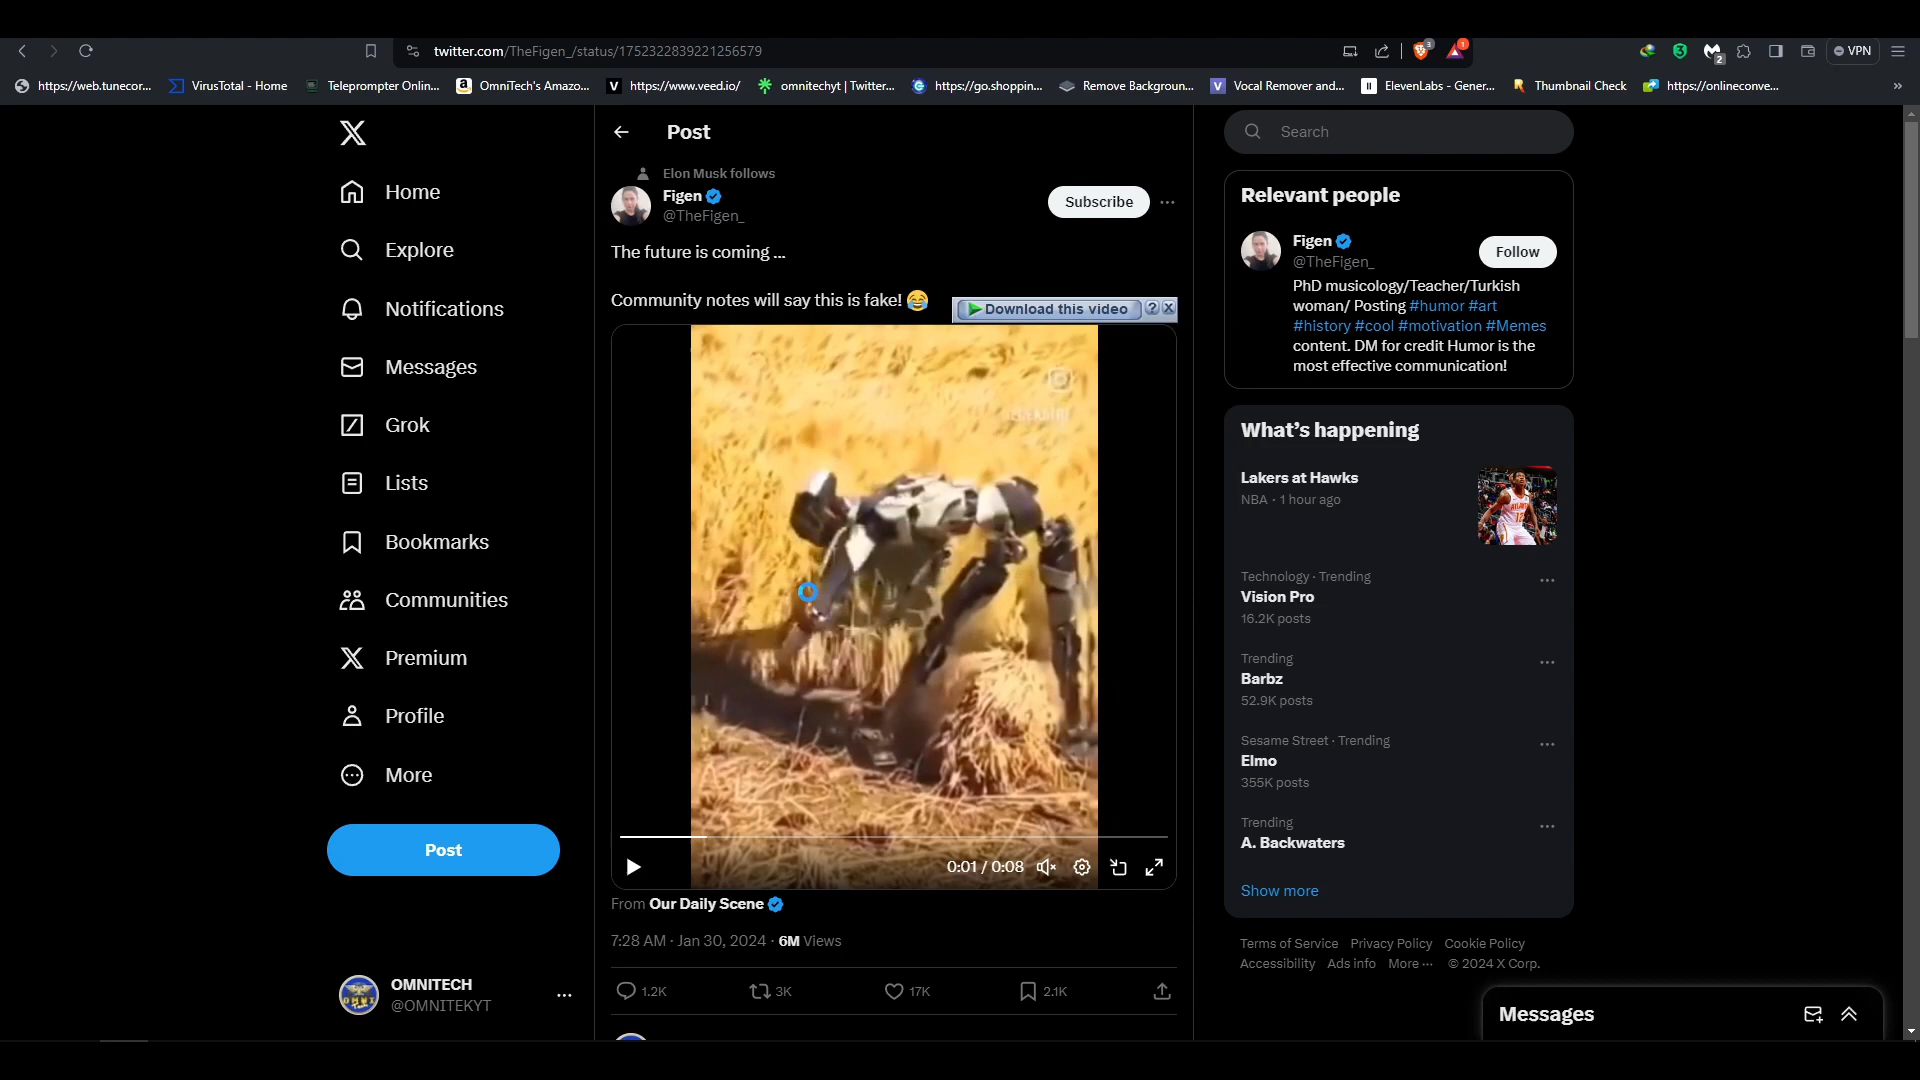 twitter.com/TheFigen_/status/1752322839221256579
3
1
3
2
VPN
https://web.tunecor...
VirusTotal - Home
Teleprompter Onlin...
OmniTech's Amazo...
https://www.veed.io/
omnitechyt | Twitter...
https://go.shoppin...
Remove Backgroun...
Vocal Remover and...
ElevenLabs - Gener...
Thumbnail Check
https://onlineconve...
Home
Explore
Notifications
Messages
Grok
Lists
Bookmarks
Communities
Premium
Profile
More
Post
OMNITECH
@OMNITEKYT
Post
Elon Musk follows
Figen
@TheFigen_
Subscribe
The future is coming ...
Community notes will say this is fake! 😂
Download this video
0:01 / 0:08
From Our Daily Scene
7:28 AM · Jan 30, 2024 · 6M Views
1.2K
3K
17K
2.1K
Search
Relevant people
Figen
@TheFigen_
Follow
PhD musicology/Teacher/Turkish
woman/ Posting #humor #art
#history #cool #motivation #Memes
content. DM for credit Humor is the
most effective communication!
What's happening
Lakers at Hawks
NBA · 1 hour ago
Technology · Trending
Vision Pro
16.2K posts
Trending
Barbz
52.9K posts
Sesame Street · Trending
Elmo
355K posts
Trending
A. Backwaters
Show more
Terms of Service Privacy Policy Cookie Policy
Accessibility Ads info More ··· © 2024 X Corp.
Messages